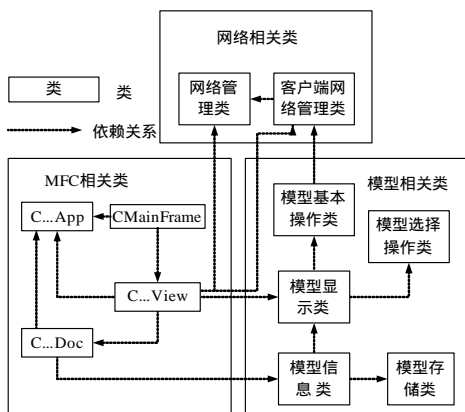 网络相关类
网络管
理类
客户端网
络管理类
类
类
依赖关系
MFC相关类
C...App
CMainFrame
C...View
C...Doc
模型相关类
模型基本
操作类
模型选择
操作类
模型显
示类
模型信
息 类
模型存
储类